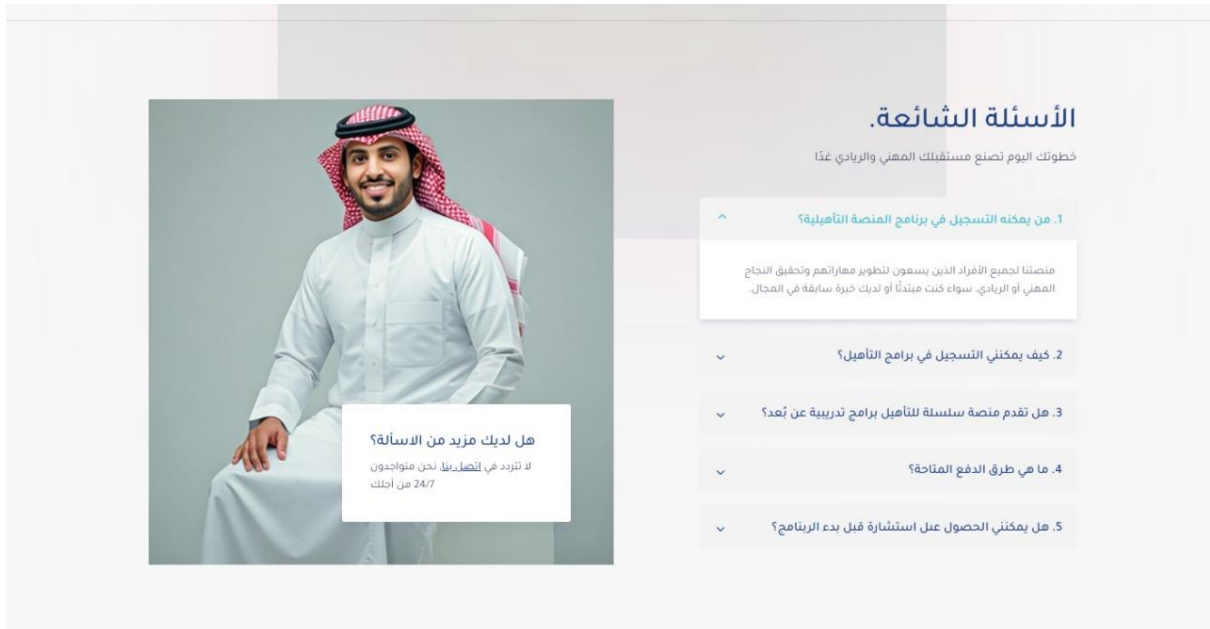 الأسئلة الشائعة.
خطوتك اليوم تصنع مستقبلك المهني والريادي غدًا
1. من يمكنه التسجيل في برنامج المنصة التأهيلية؟
منصتنا لجميع الأفراد الذين يسعون لتطوير مهاراتهم وتحقيق النجاح
المهني أو الريادي. سواء كنت مبتدئًا أو لديك خبرة سابقة في المجال.
2. كيف يمكنني التسجيل في برامج التأهيل؟
3. هل تقدم منصة سلسلة للتأهيل برامج تدريبية عن بُعد؟
4. ما هي طرق الدفع المتاحة؟
5. هل يمكنني الحصول عىل استشارة قبل بدء الربنامج؟
هل لديك مزيد من الاسألة؟
لا تتردد في اتصل بنا. نحن متواجدون
24/7 من أجلك